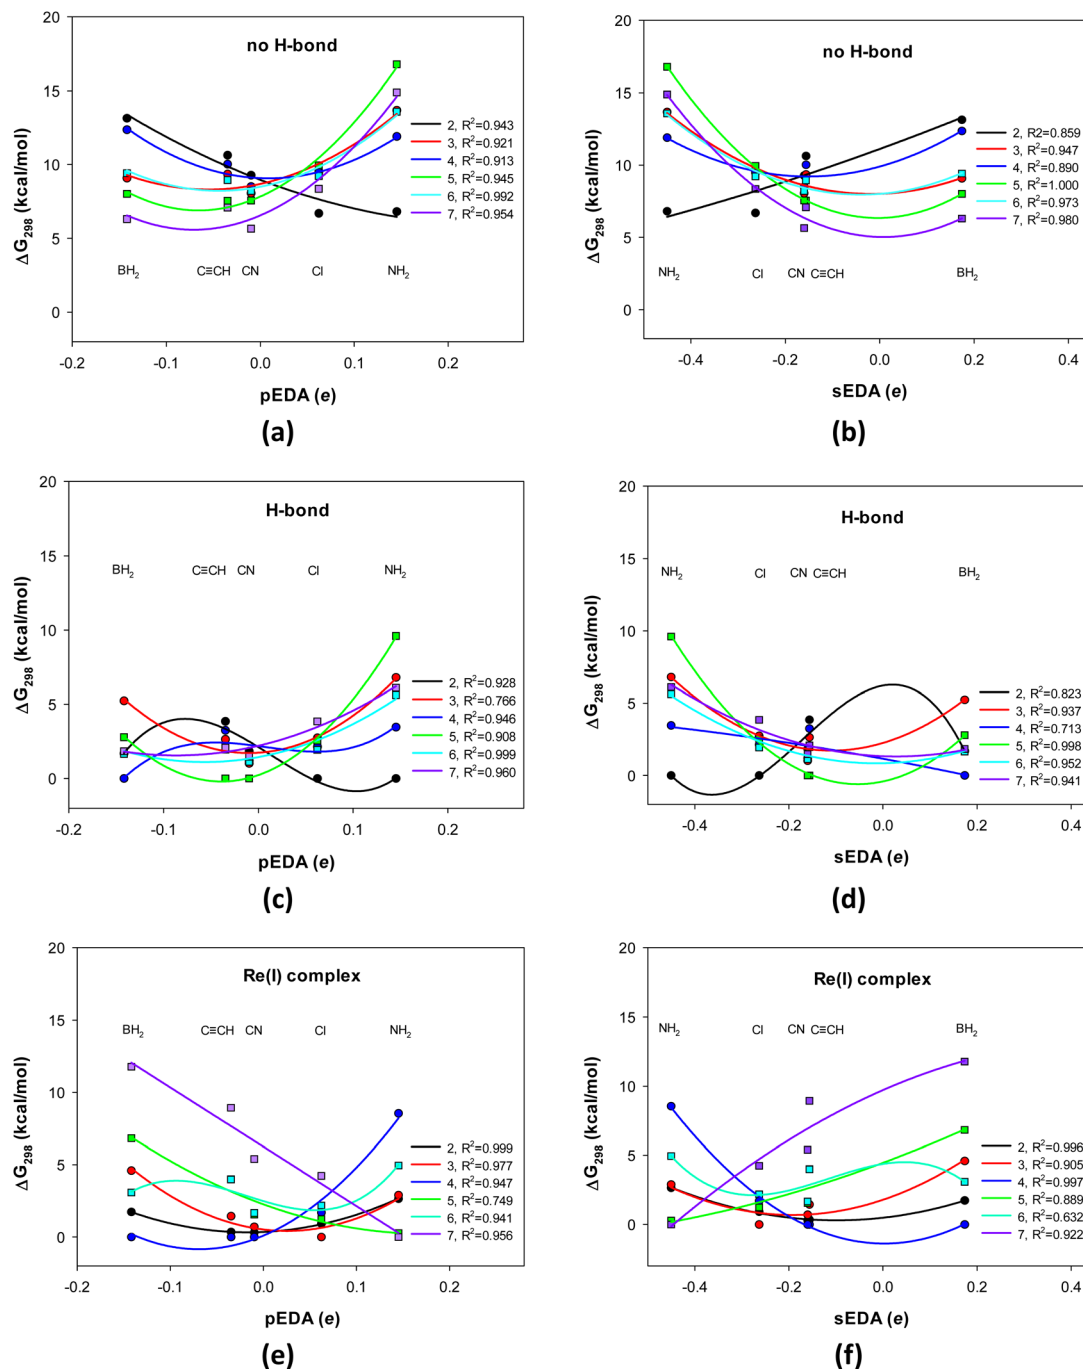 no H-bond
ΔG298 (kcal/mol)
20
15
10
5
0
2, R²=0.943
3, R²=0.921
4, R²=0.913
5, R²=0.945
6, R²=0.992
7, R²=0.954
BH2 C≡CH CN Cl NH2
-0.2 -0.1 0.0 0.1 0.2
pEDA (e)
(a)
no H-bond
ΔG298 (kcal/mol)
20
15
10
5
0
2, R2=0.859
3, R²=0.947
4, R²=0.890
5, R²=1.000
6, R²=0.973
7, R²=0.980
NH2 Cl CN C≡CH BH2
-0.4 -0.2 0.0 0.2 0.4
sEDA (e)
(b)
H-bond
ΔG298 (kcal/mol)
20
15
10
5
0
BH2 C≡CH CN Cl NH2
2, R²=0.928
3, R²=0.766
4, R²=0.946
5, R²=0.908
6, R²=0.999
7, R²=0.960
-0.2 -0.1 0.0 0.1 0.2
pEDA (e)
(c)
H-bond
ΔG298 (kcal/mol)
20
15
10
5
0
NH2 Cl CN C≡CH BH2
2, R²=0.823
3, R²=0.937
4, R²=0.713
5, R²=0.998
6, R²=0.952
7, R²=0.941
-0.4 -0.2 0.0 0.2 0.4
sEDA (e)
(d)
Re(I) complex
ΔG298 (kcal/mol)
20
15
10
5
0
BH2 C≡CH CN Cl NH2
2, R²=0.999
3, R²=0.977
4, R²=0.947
5, R²=0.749
6, R²=0.941
7, R²=0.956
-0.2 -0.1 0.0 0.1 0.2
pEDA (e)
(e)
Re(I) complex
ΔG298 (kcal/mol)
20
15
10
5
0
NH2 Cl CN C≡CH BH2
2, R²=0.996
3, R²=0.905
4, R²=0.997
5, R²=0.889
6, R²=0.632
7, R²=0.922
-0.4 -0.2 0.0 0.2 0.4
sEDA (e)
(f)